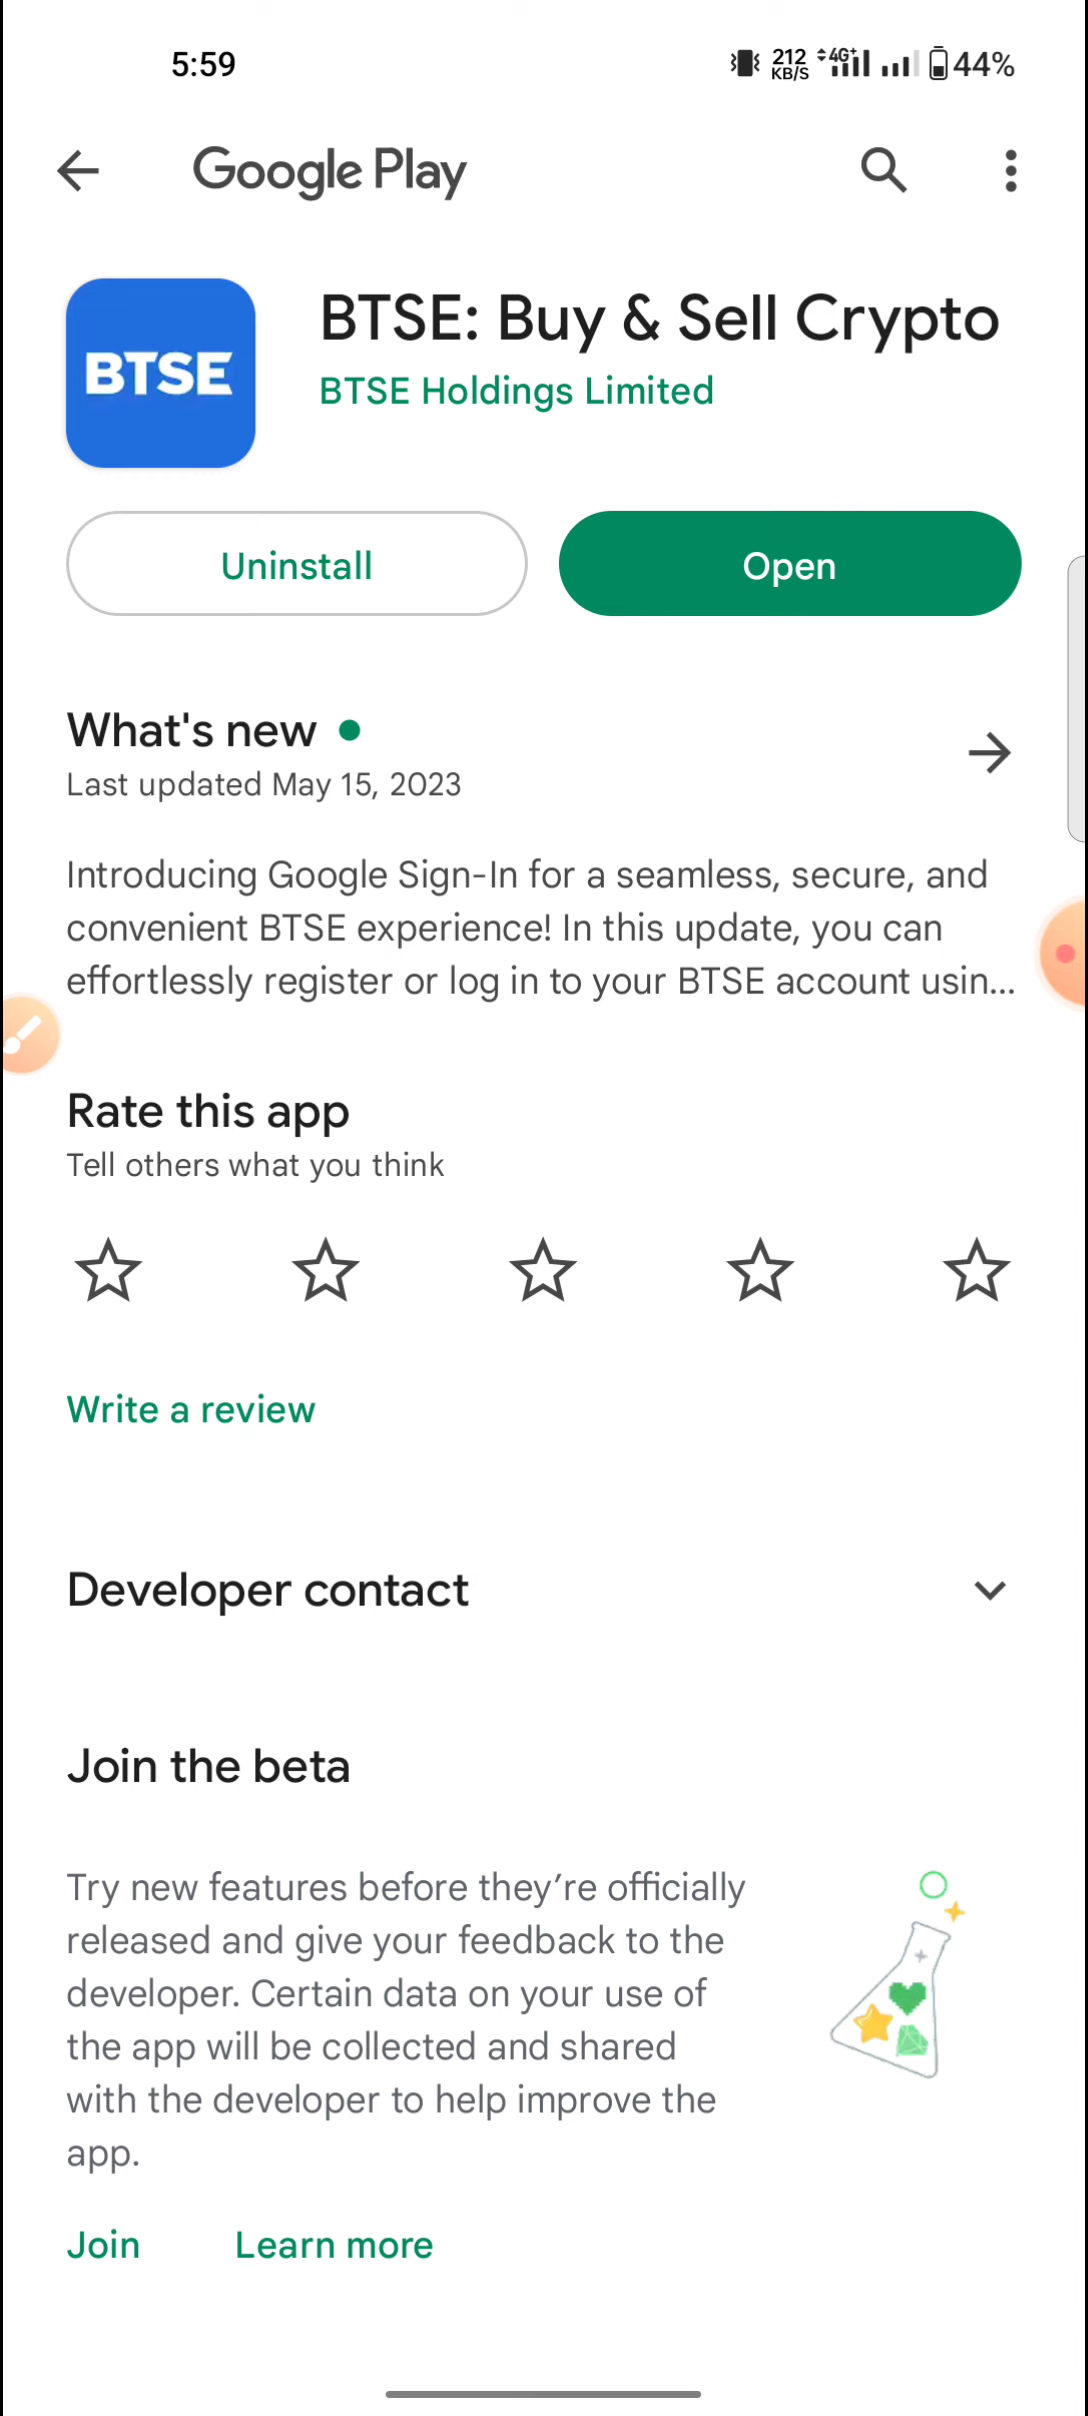 5:59
212 KB/S 4G+ 44%
Google Play
BTSE
BTSE: Buy & Sell Crypto
BTSE Holdings Limited
Uninstall
Open
What's new
Last updated May 15, 2023
Introducing Google Sign-In for a seamless, secure, and
convenient BTSE experience! In this update, you can
effortlessly register or log in to your BTSE account usin...
Rate this app
Tell others what you think
Write a review
Developer contact
Join the beta
Try new features before they’re officially
released and give your feedback to the
developer. Certain data on your use of
the app will be collected and shared
with the developer to help improve the
app.
Join
Learn more